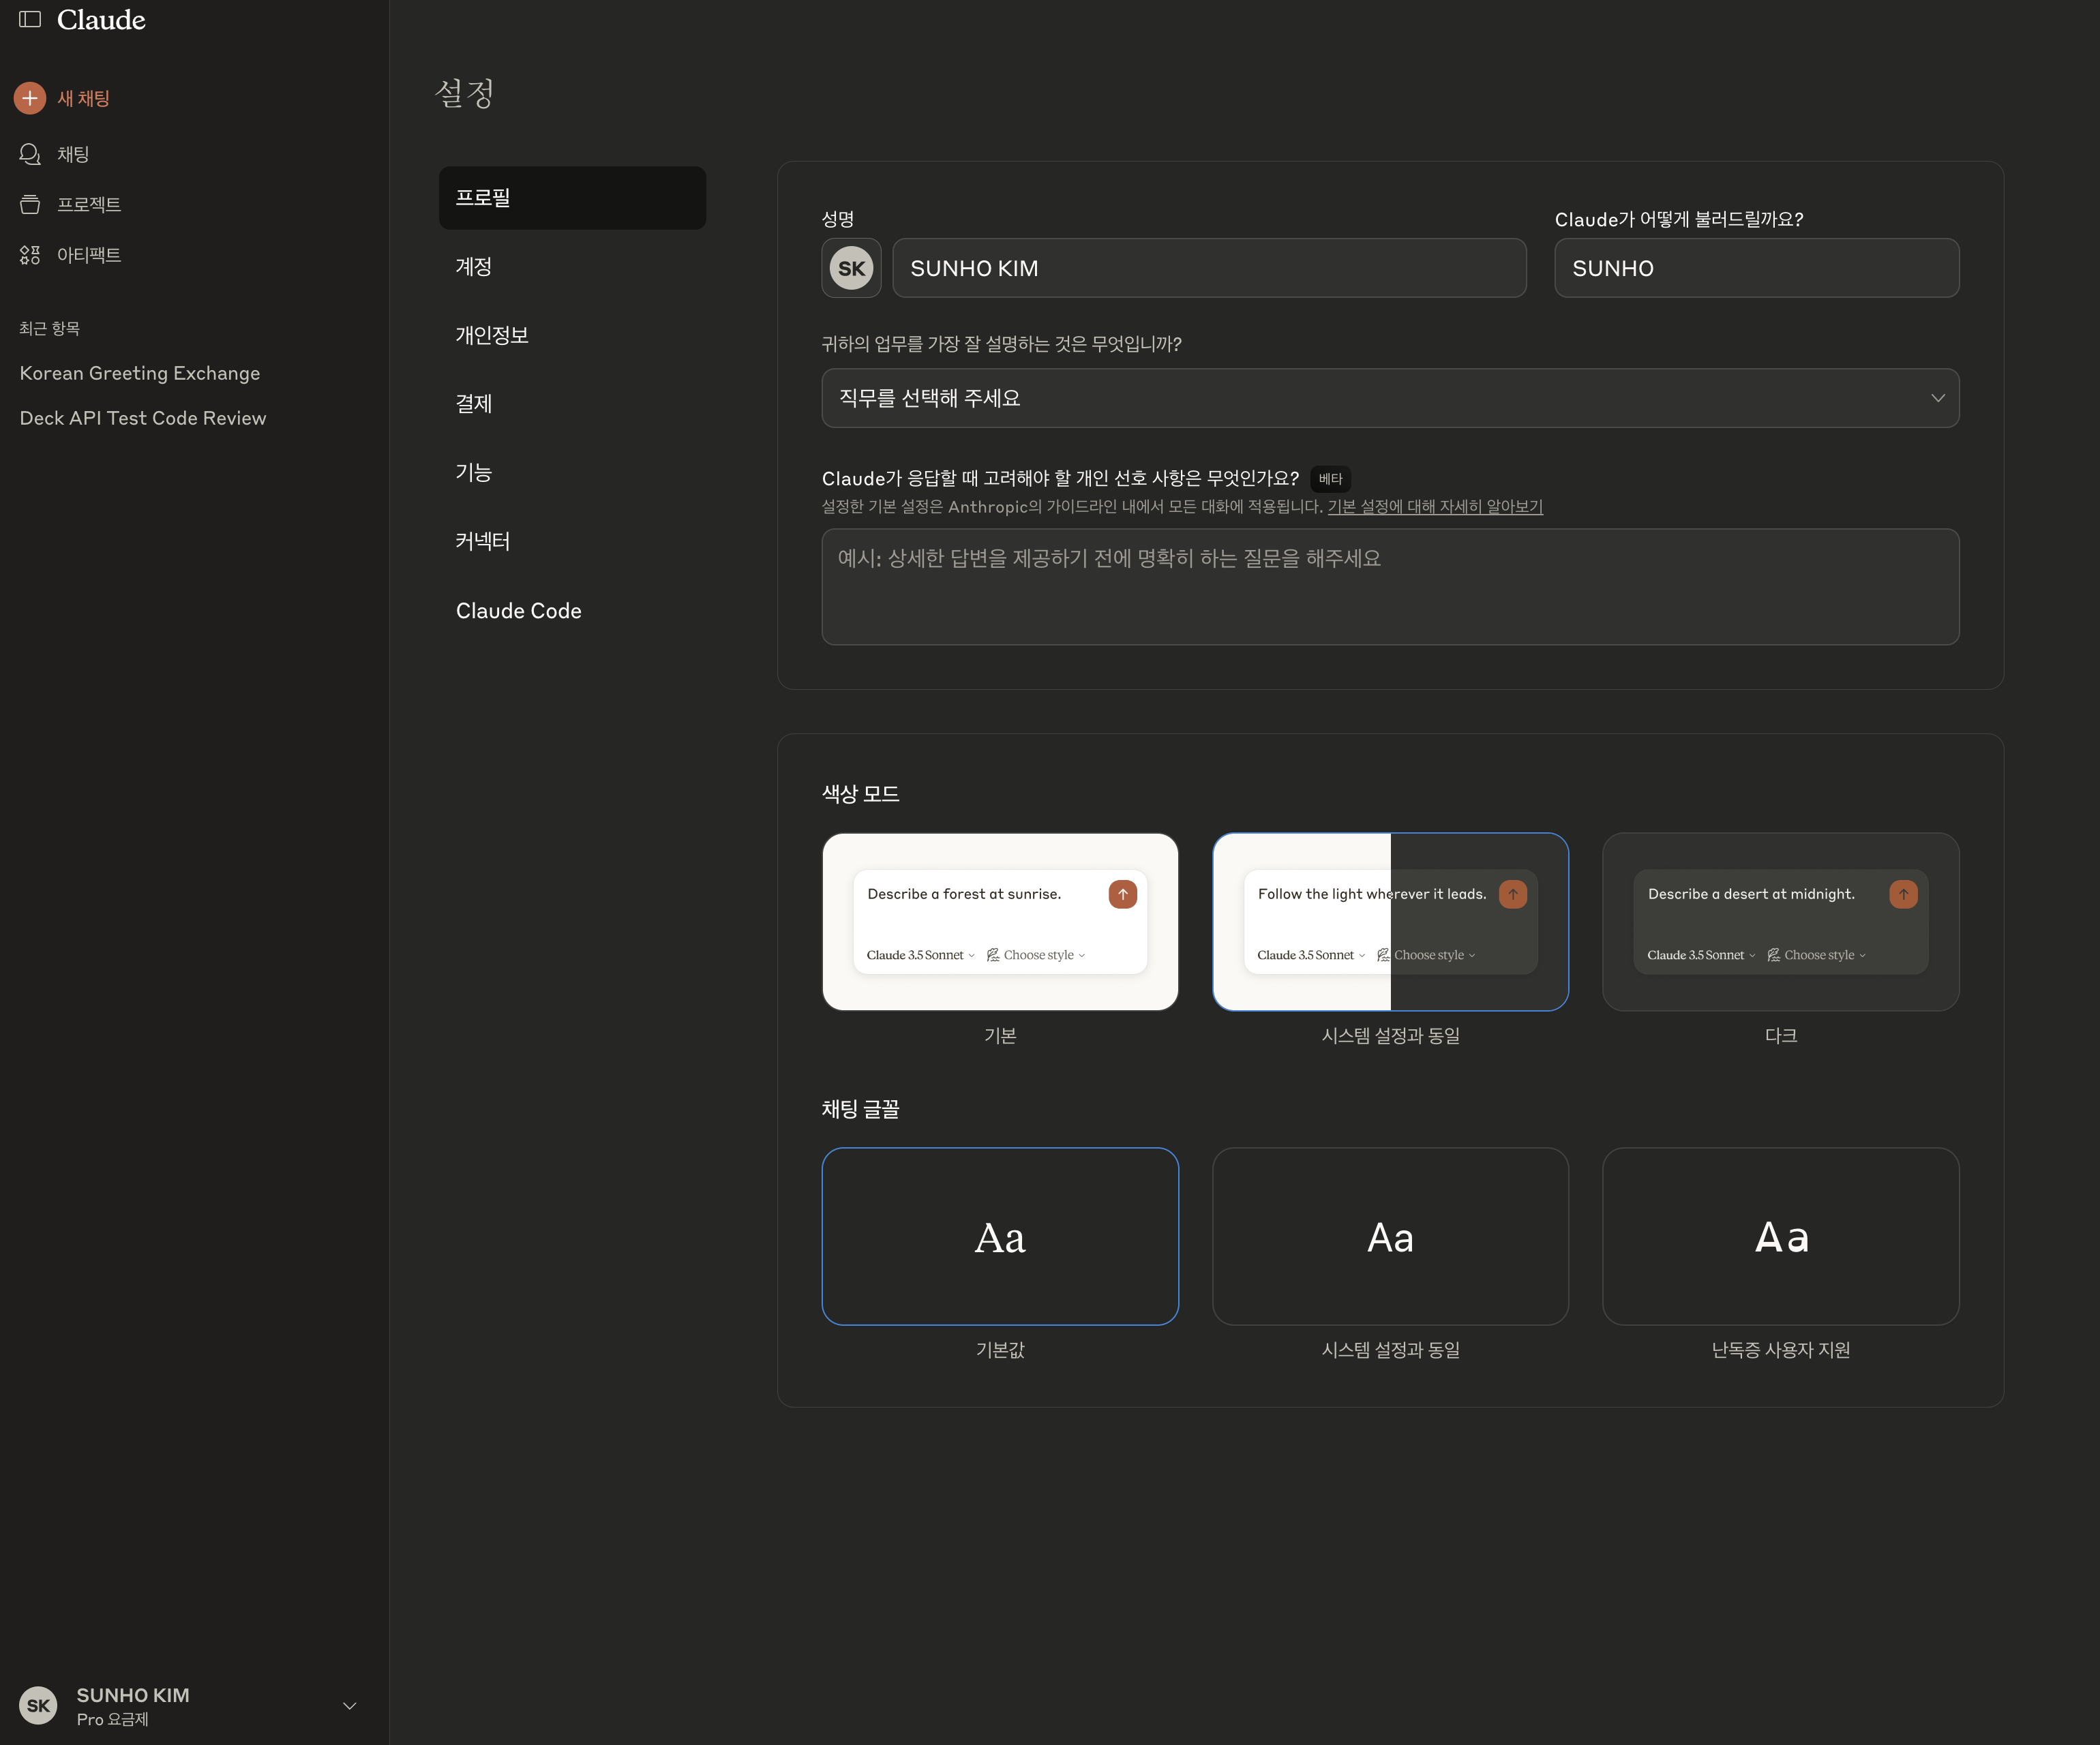 Claude
새 채팅
채팅
프로젝트
아티팩트
최근 항목
Korean Greeting Exchange
Deck API Test Code Review
SK
SUNHO KIM
Pro 요금제
설정
프로필
계정
개인정보
결제
기능
커넥터
Claude Code
성명
SK
SUNHO KIM
Claude가 어떻게 불러드릴까요?
SUNHO
귀하의 업무를 가장 잘 설명하는 것은 무엇입니까?
직무를 선택해 주세요
Claude가 응답할 때 고려해야 할 개인 선호 사항은 무엇인가요? 베타
설정한 기본 설정은 Anthropic의 가이드라인 내에서 모든 대화에 적용됩니다. 기본 설정에 대해 자세히 알아보기
예시: 상세한 답변을 제공하기 전에 명확히 하는 질문을 해주세요
색상 모드
Describe a forest at sunrise.
Claude 3.5 Sonnet Choose style
기본
Follow the light wherever it leads.
Claude 3.5 Sonnet Choose style
시스템 설정과 동일
Describe a desert at midnight.
Claude 3.5 Sonnet Choose style
다크
채팅 글꼴
Aa
기본값
Aa
시스템 설정과 동일
Aa
난독증 사용자 지원